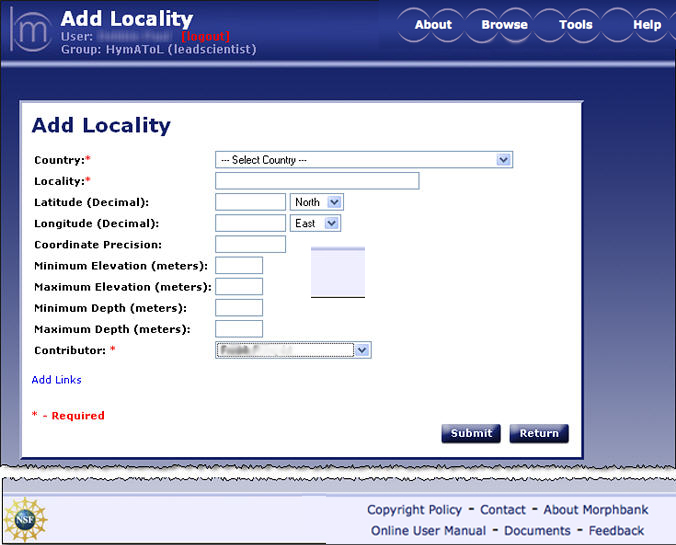 m Add Locality
User: [logout]
Group: HymAToL (leadscientist)
About Browse Tools Help
Add Locality
Country:* --- Select Country ---
Locality:*
Latitude (Decimal): North
Longitude (Decimal): East
Coordinate Precision:
Minimum Elevation (meters):
Maximum Elevation (meters):
Minimum Depth (meters):
Maximum Depth (meters):
Contributor: *
Add Links
* - Required
Submit Return
NSF
Copyright Policy - Contact - About Morphbank
Online User Manual - Documents - Feedback